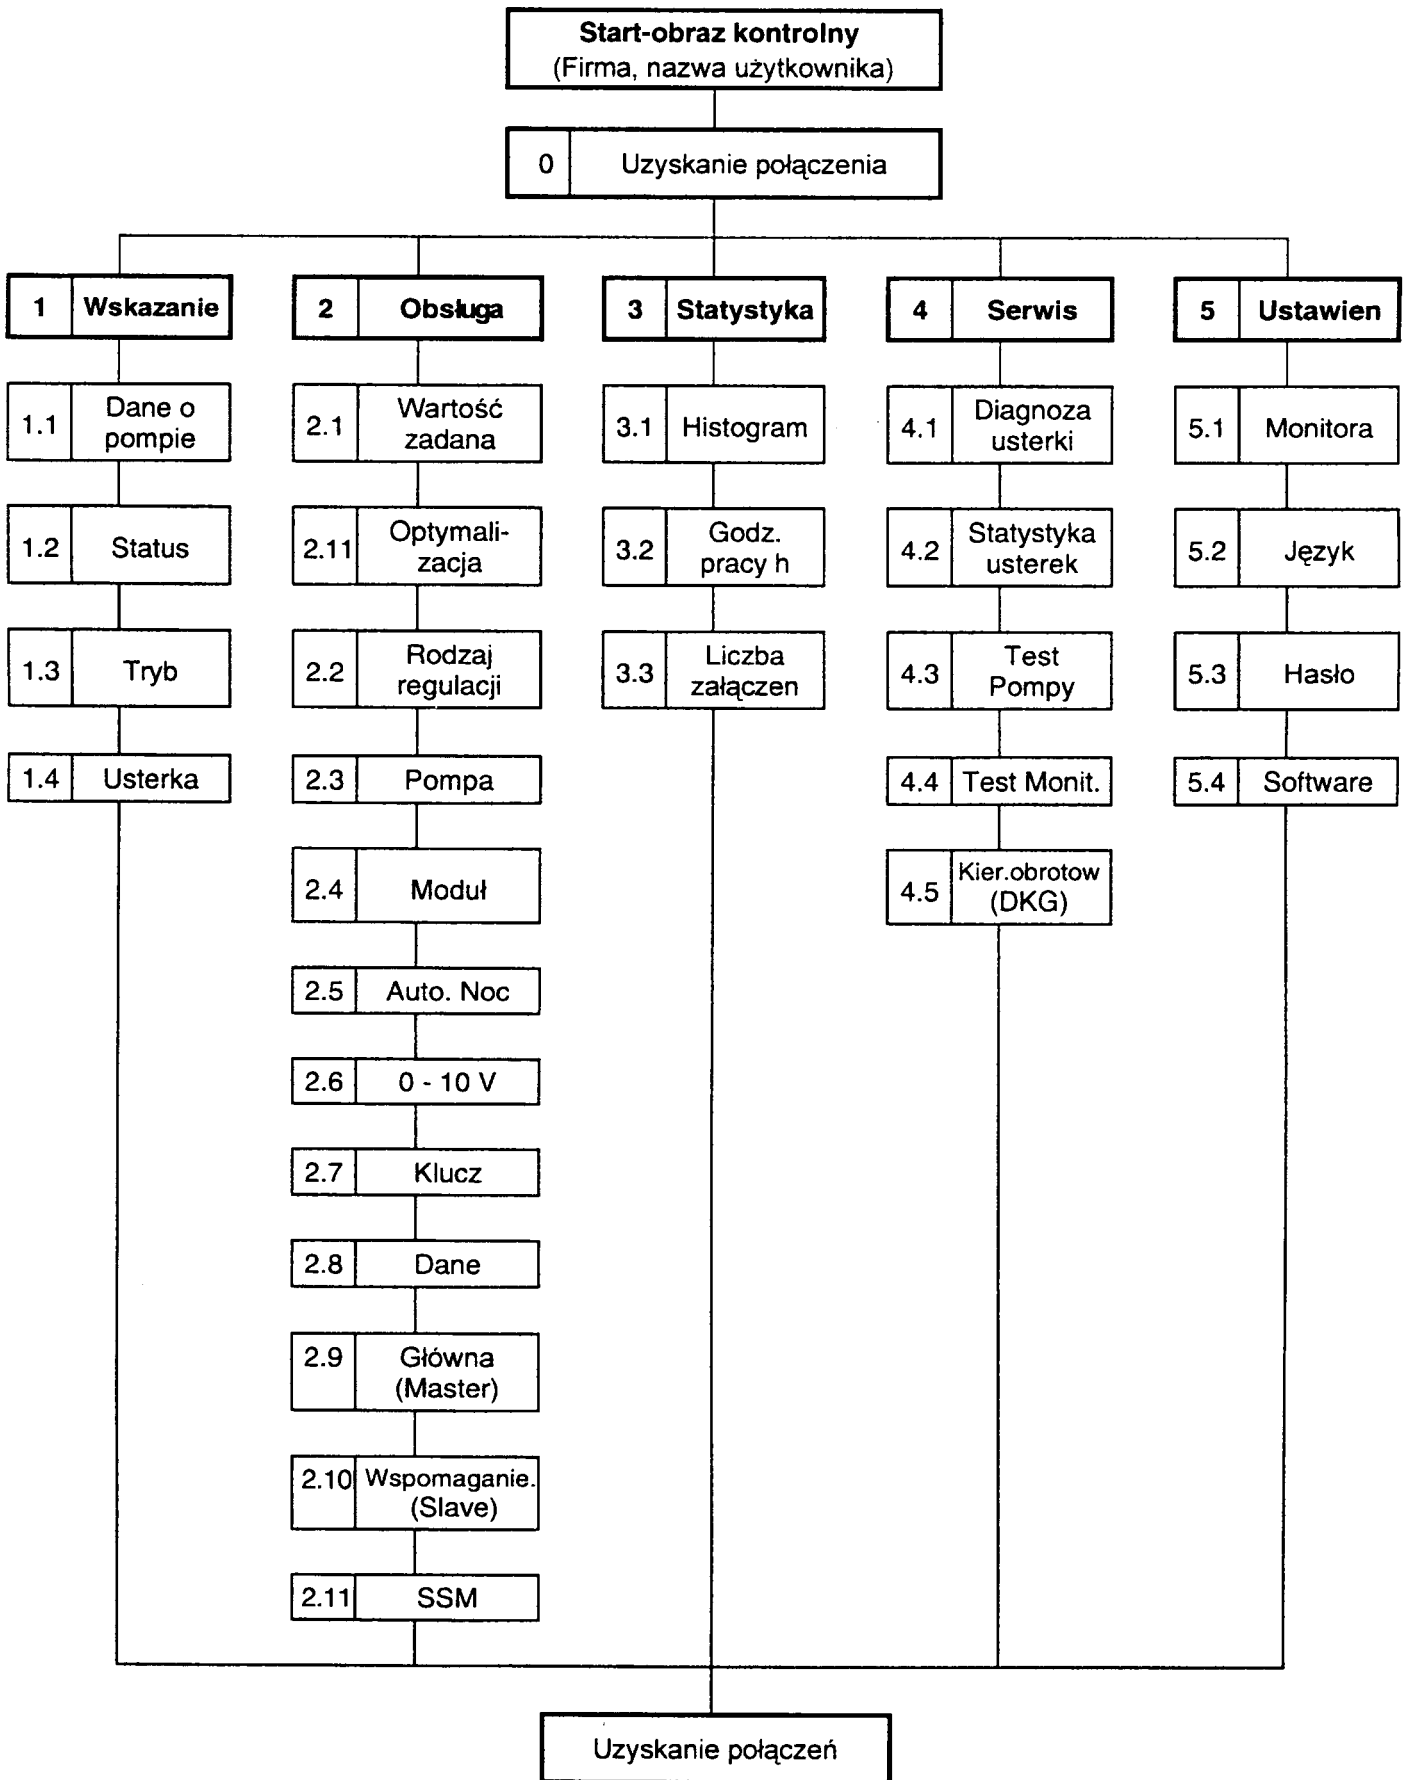 Start-obraz kontrolny
(Firma, nazwa użytkownika)
0 Uzyskanie połączenia
1 Wskazanie
1.1 Dane o
pompie
1.2 Status
1.3 Tryb
1.4 Usterka
2 Obsługa
2.1 Wartość
zadana
2.11 Optymali-
zacja
2.2 Rodzaj
regulacji
2.3 Pompa
2.4 Moduł
2.5 Auto. Noc
2.6 0 - 10 V
2.7 Klucz
2.8 Dane
2.9 Główna
(Master)
2.10 Wspomaganie.
(Slave)
2.11 SSM
3 Statystyka
3.1 Histogram
3.2 Godz.
pracy h
3.3 Liczba
załączen
4 Serwis
4.1 Diagnoza
usterki
4.2 Statystyka
usterek
4.3 Test
Pompy
4.4 Test Monit.
4.5 Kier.obrotow
(DKG)
5 Ustawien
5.1 Monitora
5.2 Język
5.3 Hasło
5.4 Software
Uzyskanie połączeń